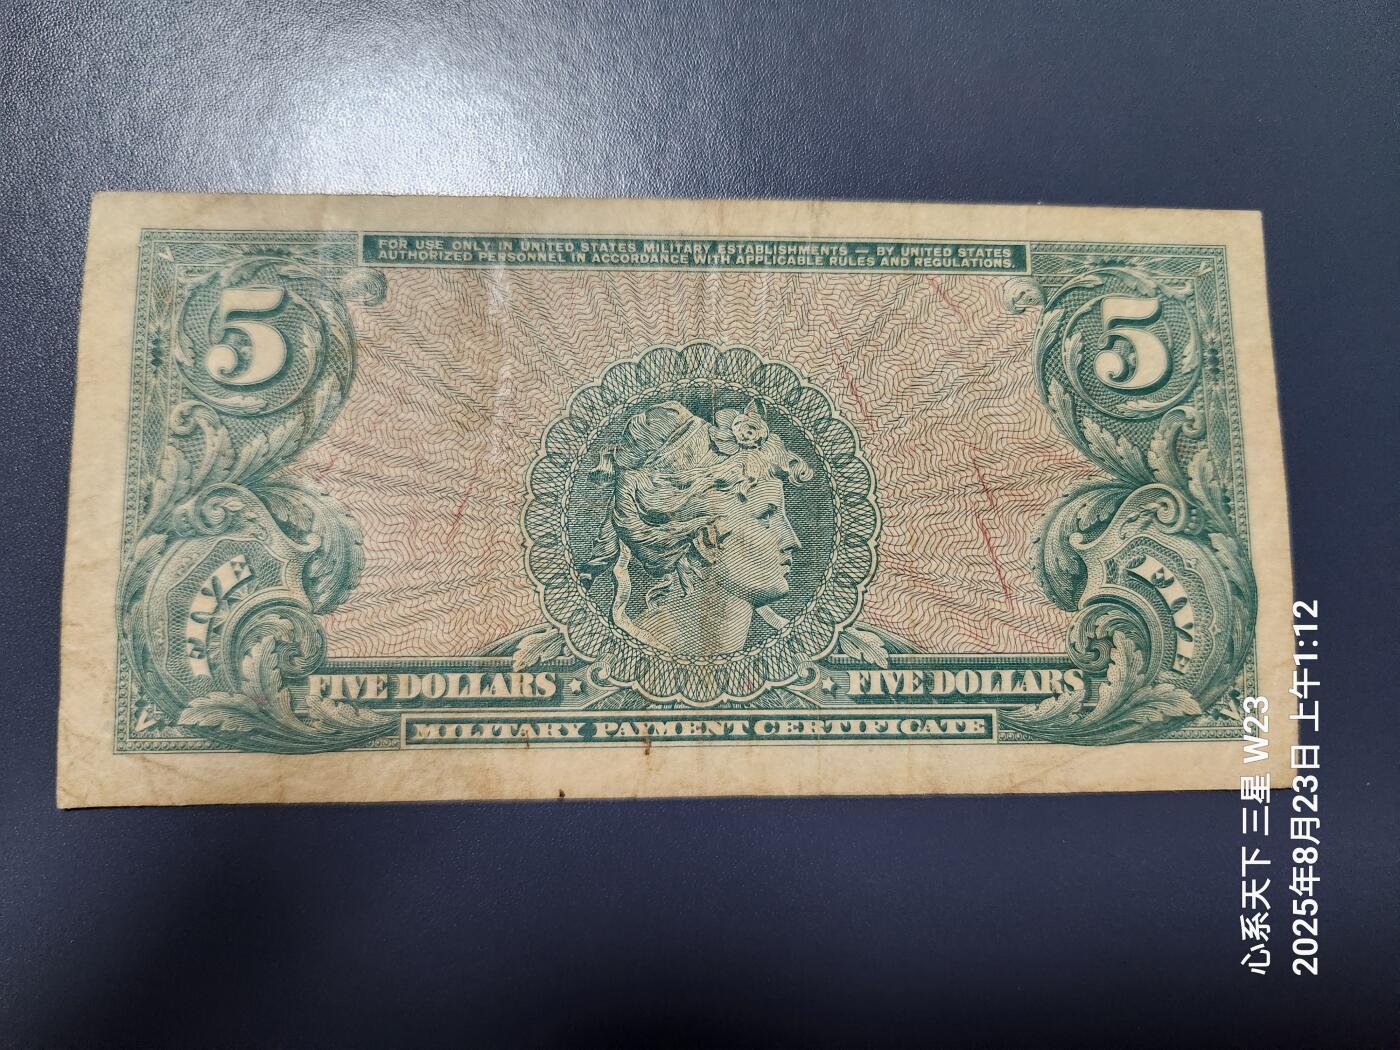 FOR USE ONLY IN UNITED STATES MILITARY ESTABLISHMENTS — BY UNITED STATES
AUTHORIZED PERSONNEL IN ACCORDANCE WITH APPLICABLE RULES AND REGULATIONS.
5
5
FIVE
FIVE
FIVE DOLLARS
FIVE DOLLARS
MILITARY PAYMENT CERTIFICATE
心系天下 三星 W23
2025年8月23日 上午1:12